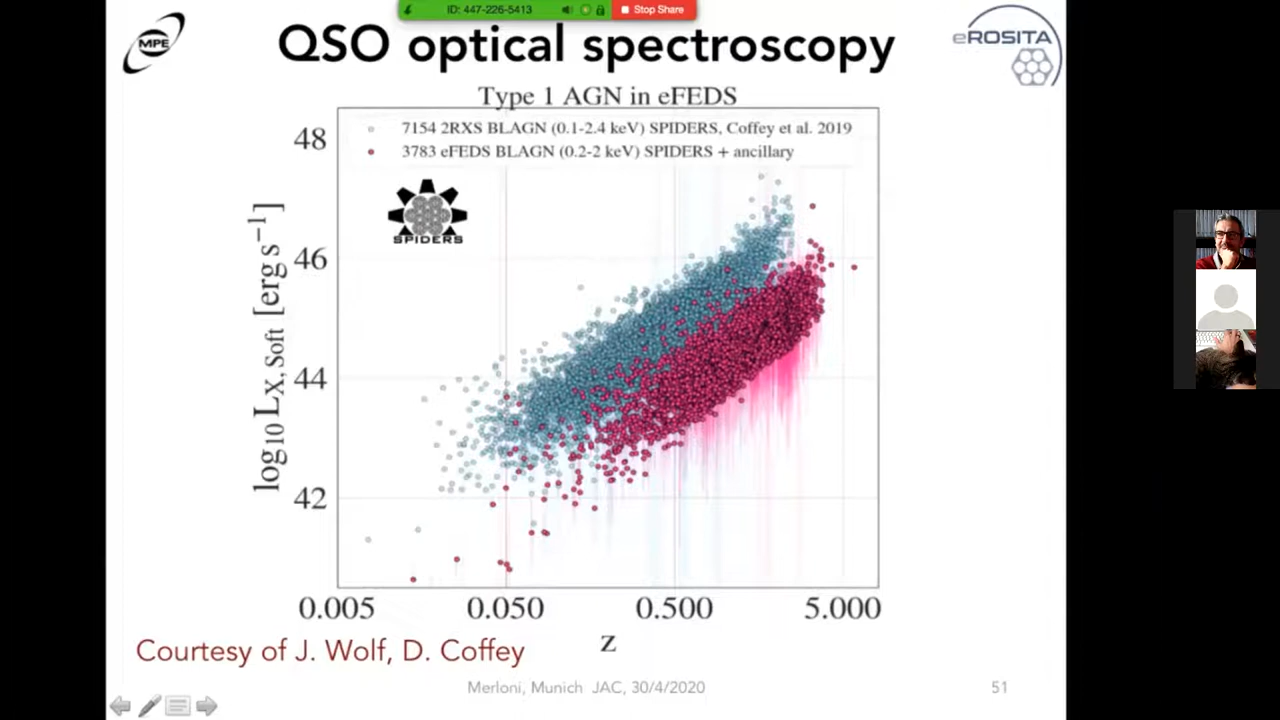 ID: 447-226-5413
Stop Share
MPE
QSO optical spectroscopy
eROSITA
Type 1 AGN in eFEDS
7154 2RXS BLAGN (0.1-2.4 keV) SPIDERS, Coffey et al. 2019
3783 eFEDS BLAGN (0.2-2 keV) SPIDERS + ancillary
SPIDERS
log10 LX, Soft [erg s−1]
48
46
44
42
0.005 0.050 0.500 5.000
z
Courtesy of J. Wolf, D. Coffey
Merloni, Munich JAC, 30/4/2020
51